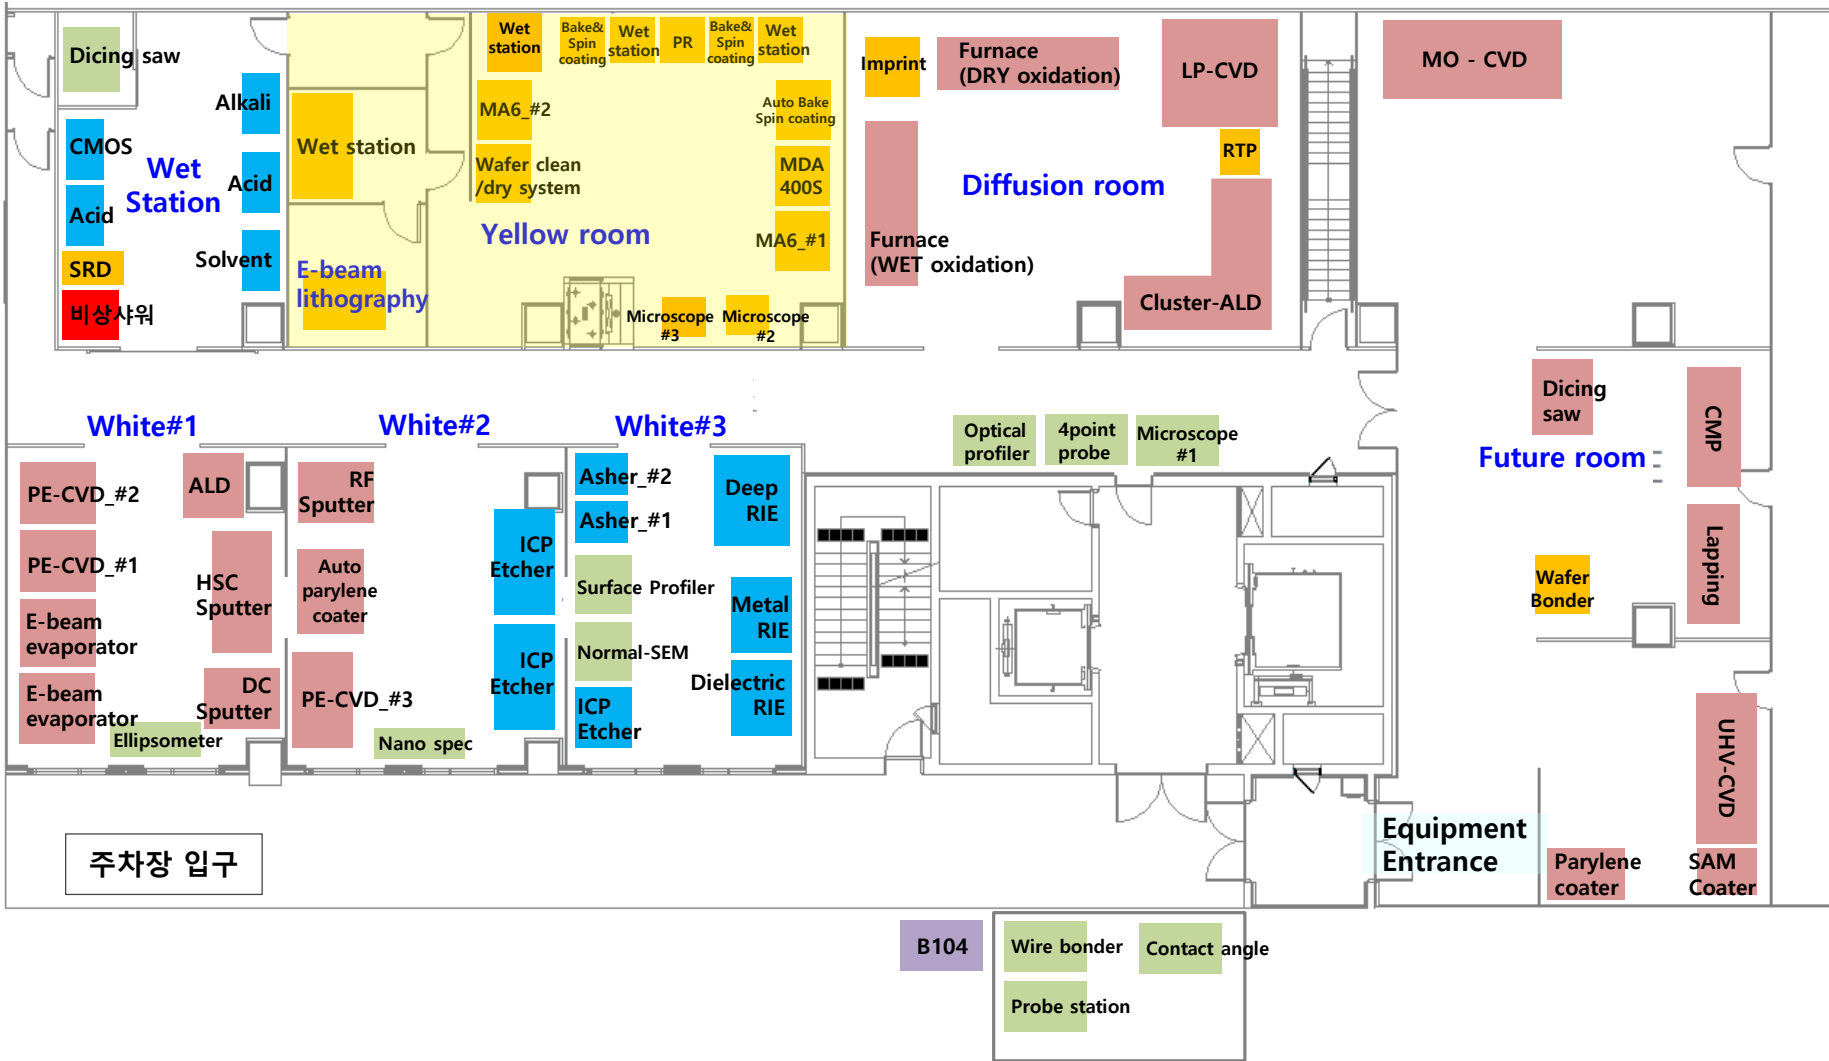 Dicing saw
Alkali
CMOS
Wet
Station
Acid
Acid
Solvent
SRD
비상샤워
Wet station
E-beam
lithography
Wet
station
Bake&
Spin
coating
Wet
station
PR
Bake&
Spin
coating
Wet
station
MA6_#2
Auto Bake
Spin coating
Wafer clean
/dry system
MDA
400S
Yellow room
MA6_#1
Microscope
#3
Microscope
#2
Imprint
Furnace
(DRY oxidation)
LP-CVD
RTP
Diffusion room
Furnace
(WET oxidation)
Cluster-ALD
MO - CVD
White#1
White#2
White#3
PE-CVD_#2
ALD
PE-CVD_#1
HSC
Sputter
E-beam
evaporator
E-beam
evaporator
DC
Sputter
Ellipsometer
RF
Sputter
Auto
parylene
coater
ICP
Etcher
ICP
Etcher
PE-CVD_#3
Nano spec
Asher_#2
Asher_#1
Deep
RIE
Surface Profiler
Metal
RIE
Normal-SEM
Dielectric
RIE
ICP
Etcher
Optical
profiler
4point
probe
Microscope
#1
Dicing
saw
CMP
Future room
Lapping
Wafer
Bonder
UHV-CVD
Equipment
Entrance
Parylene
coater
SAM
Coater
주차장 입구
B104
Wire bonder
Contact angle
Probe station